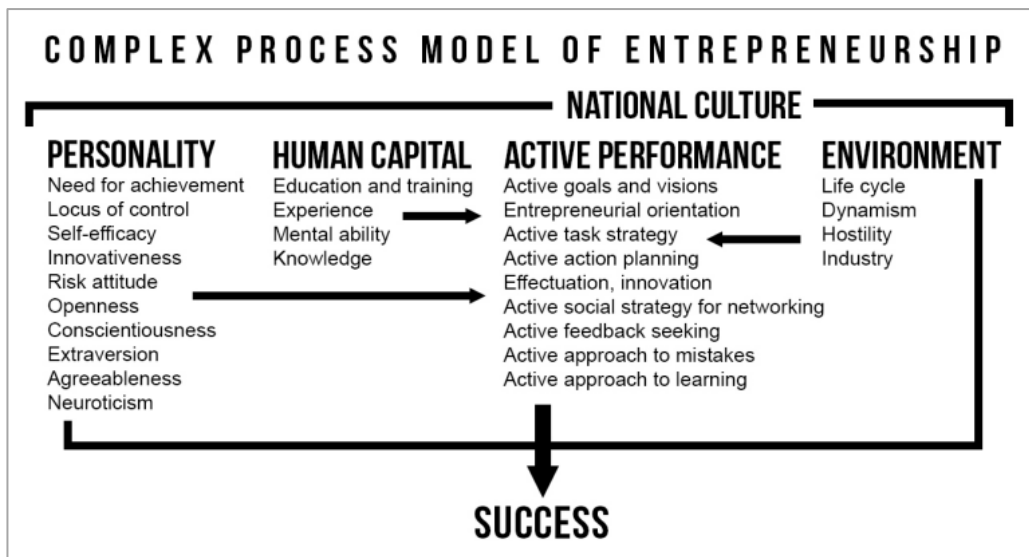 COMPLEX PROCESS MODEL OF ENTREPRENEURSHIP
NATIONAL CULTURE
PERSONALITY
Need for achievement
Locus of control
Self-efficacy
Innovativeness
Risk attitude
Openness
Conscientiousness
Extraversion
Agreeableness
Neuroticism
HUMAN CAPITAL
Education and training
Experience
Mental ability
Knowledge
ACTIVE PERFORMANCE
Active goals and visions
Entrepreneurial orientation
Active task strategy
Active action planning
Effectuation, innovation
Active social strategy for networking
Active feedback seeking
Active approach to mistakes
Active approach to learning
ENVIRONMENT
Life cycle
Dynamism
Hostility
Industry
SUCCESS